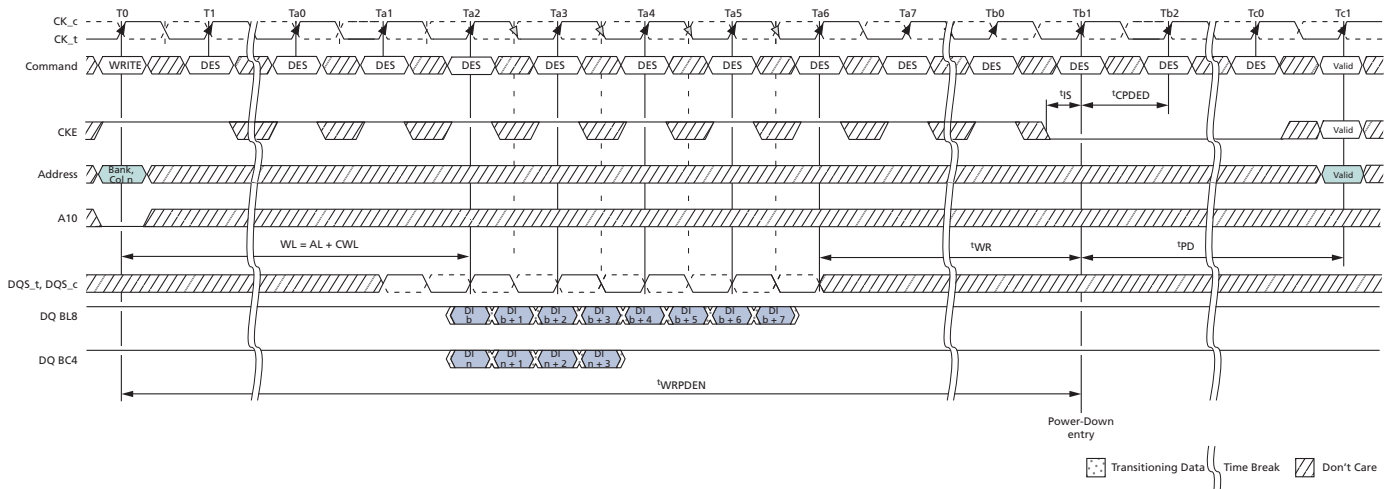 T0 T1 Ta0 Ta1 Ta2 Ta3 Ta4 Ta5 Ta6 Ta7 Tb0 Tb1 Tb2 Tc0 Tc1
CK_c
CK_t
Command WRITE DES DES DES DES DES DES DES DES DES DES DES DES DES Valid
tIS tCPDED
CKE Valid
Address Bank, Col n Valid
A10
WL = AL + CWL tWR tPD
DQS_t, DQS_c
DQ BL8 DI b DI b + 1 DI b + 2 DI b + 3 DI b + 4 DI b + 5 DI b + 6 DI b + 7
DQ BC4 DI n DI n + 1 DI n + 2 DI n + 3
tWRPDEN
Power-Down
entry
Transitioning Data Time Break Don't Care